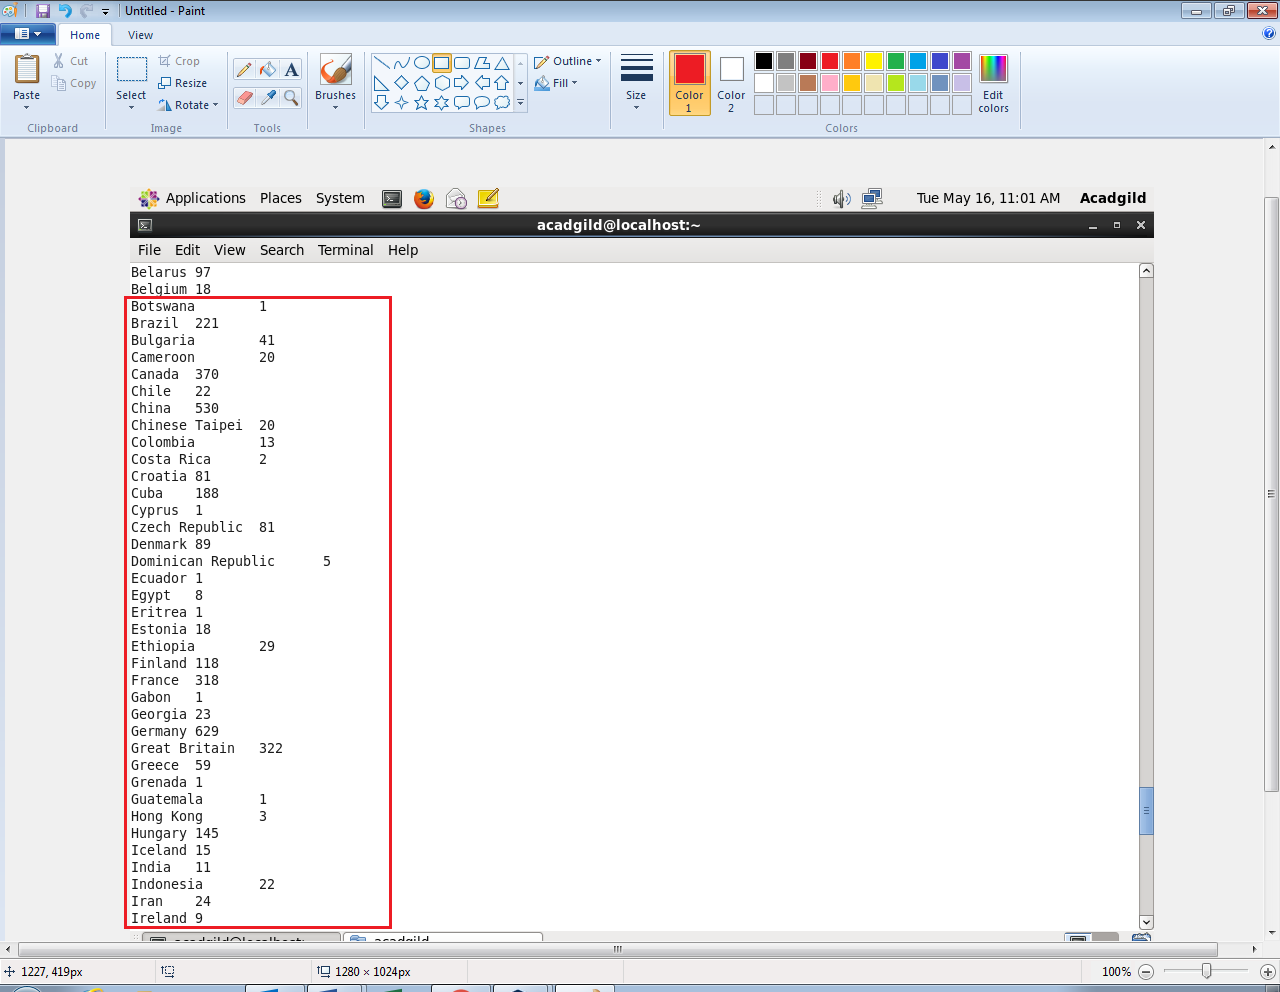 Untitled - Paint
Home View
Paste
Cut
Copy
Clipboard
Select
Crop
Resize
Rotate
Image
Tools
Brushes
Shapes
Outline
Fill
Size
Color 1
Color 2
Edit colors
Colors
Applications Places System Tue May 16, 11:01 AM Acadgild
acadgild@localhost:~
File Edit View Search Terminal Help
Belarus 97
Belgium 18
Botswana 1
Brazil 221
Bulgaria 41
Cameroon 20
Canada 370
Chile 22
China 530
Chinese Taipei 20
Colombia 13
Costa Rica 2
Croatia 81
Cuba 188
Cyprus 1
Czech Republic 81
Denmark 89
Dominican Republic 5
Ecuador 1
Egypt 8
Eritrea 1
Estonia 18
Ethiopia 29
Finland 118
France 318
Gabon 1
Georgia 23
Germany 629
Great Britain 322
Greece 59
Grenada 1
Guatemala 1
Hong Kong 3
Hungary 145
Iceland 15
India 11
Indonesia 22
Iran 24
Ireland 9
acadgild@localhost: acadgild
1227, 419px 1280 × 1024px 100%